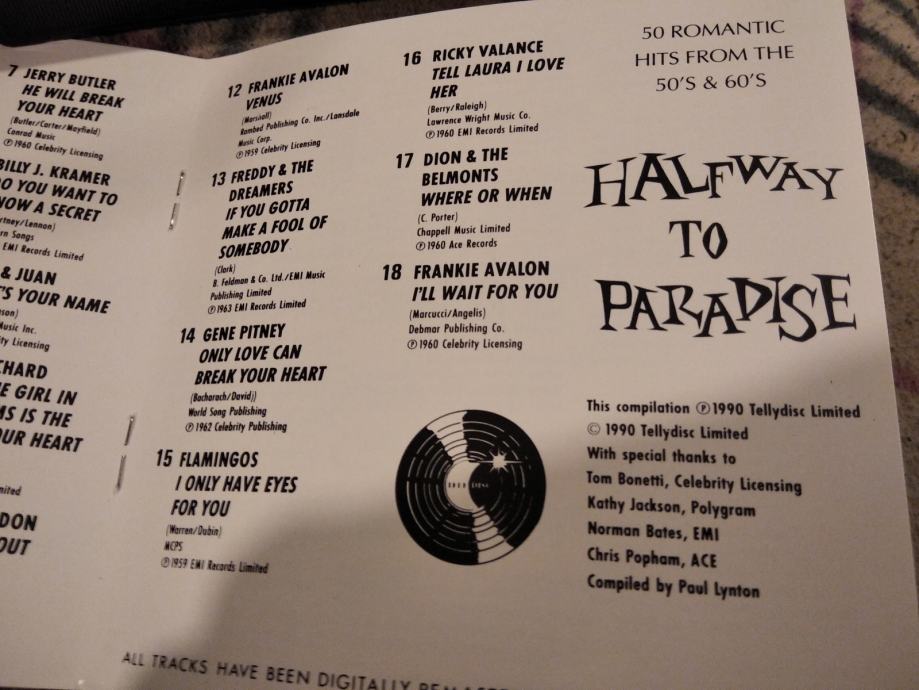 7 JERRY BUTLER
HE WILL BREAK
YOUR HEART
(Butler/Carter/Mayfield)
Conrad Music
℗1960 Celebrity Licensing
BILLY J. KRAMER
DO YOU WANT TO
KNOW A SECRET
rtney/Lennon)
rn Songs
EMI Records Limited
& JUAN
'S YOUR NAME
son)
Music Inc.
ty Licensing
CHARD
E GIRL IN
MS IS THE
OUR HEART
mited
DON
OUT
12 FRANKIE AVALON
VENUS
(Marshall)
Rambed Publishing Co. Inc./Lansdale
Music Corp.
℗1959 Celebrity Licensing
13 FREDDY & THE
DREAMERS
IF YOU GOTTA
MAKE A FOOL OF
SOMEBODY
(Clark)
B. Feldman & Co. Ltd./EMI Music
Publishing Limited
℗1963 EMI Records Limited
14 GENE PITNEY
ONLY LOVE CAN
BREAK YOUR HEART
(Bacharach/David))
World Song Publishing
℗1962 Celebrity Publishing
15 FLAMINGOS
I ONLY HAVE EYES
FOR YOU
(Warren/Dubin)
MCPS
℗1959 EMI Records Limited
16 RICKY VALANCE
TELL LAURA I LOVE
HER
(Berry/Raleigh)
Lawrence Wright Music Co.
℗1960 EMI Records Limited
17 DION & THE
BELMONTS
WHERE OR WHEN
(C. Porter)
Chappell Music Limited
℗1960 Ace Records
18 FRANKIE AVALON
I'LL WAIT FOR YOU
(Marcucci/Angelis)
Debmar Publishing Co.
℗1960 Celebrity Licensing
50 ROMANTIC
HITS FROM THE
50'S & 60'S
HALFWAY
TO
PARADISE
This compilation ℗1990 Tellydisc Limited
© 1990 Tellydisc Limited
With special thanks to
Tom Bonetti, Celebrity Licensing
Kathy Jackson, Polygram
Norman Bates, EMI
Chris Popham, ACE
Compiled by Paul Lynton
ALL TRACKS HAVE BEEN DIGITALLY